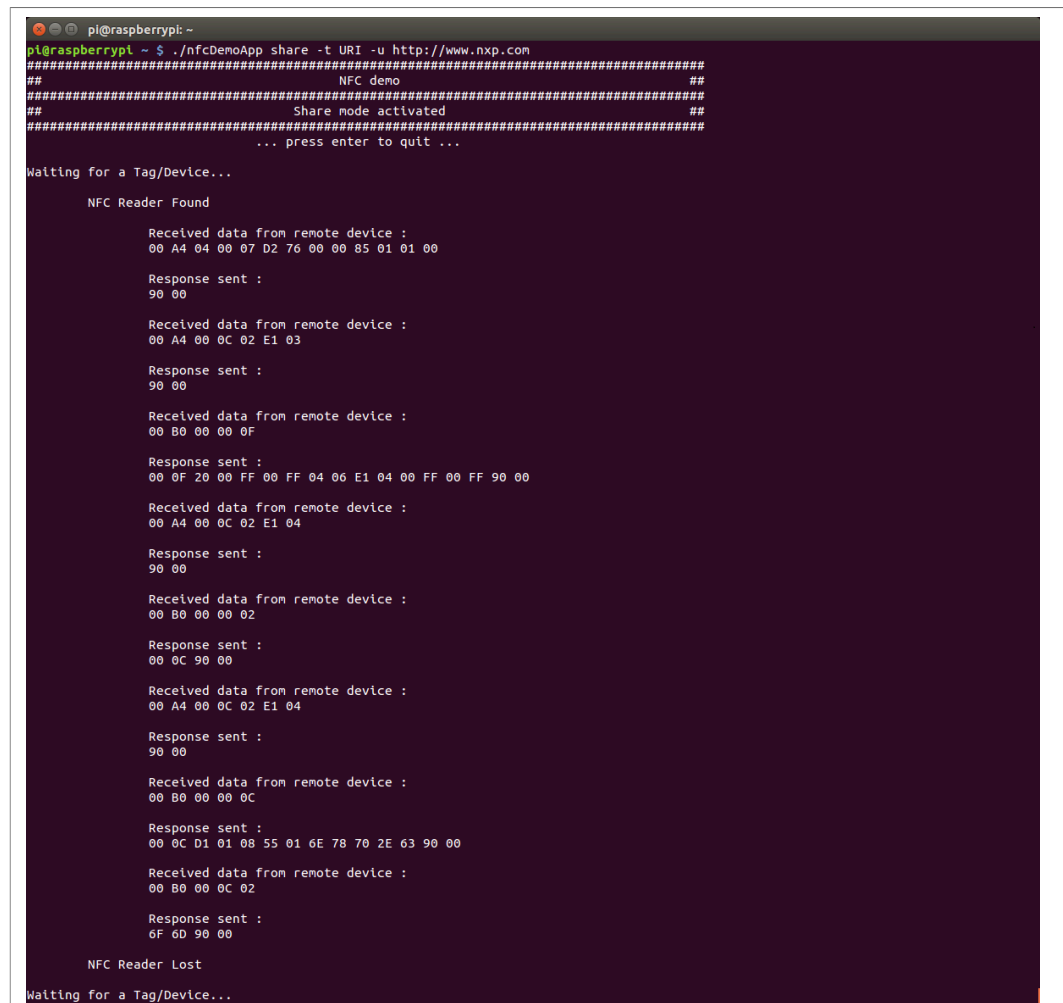 pi@raspberrypi: ~
pi@raspberrypi ~ $ ./nfcDemoApp share -t URI -u http://www.nxp.com
#########################################################################################
## NFC demo ##
#########################################################################################
## Share mode activated ##
#########################################################################################
... press enter to quit ...
Waiting for a Tag/Device...
NFC Reader Found
Received data from remote device :
00 A4 04 00 07 D2 76 00 00 85 01 01 00
Response sent :
90 00
Received data from remote device :
00 A4 00 0C 02 E1 03
Response sent :
90 00
Received data from remote device :
00 B0 00 00 0F
Response sent :
00 0F 20 00 FF 00 FF 04 06 E1 04 00 FF 00 FF 90 00
Received data from remote device :
00 A4 00 0C 02 E1 04
Response sent :
90 00
Received data from remote device :
00 B0 00 00 02
Response sent :
00 0C 90 00
Received data from remote device :
00 A4 00 0C 02 E1 04
Response sent :
90 00
Received data from remote device :
00 B0 00 00 0C
Response sent :
00 0C D1 01 08 55 01 6E 78 70 2E 63 90 00
Received data from remote device :
00 B0 00 0C 02
Response sent :
6F 6D 90 00
NFC Reader Lost
Waiting for a Tag/Device...